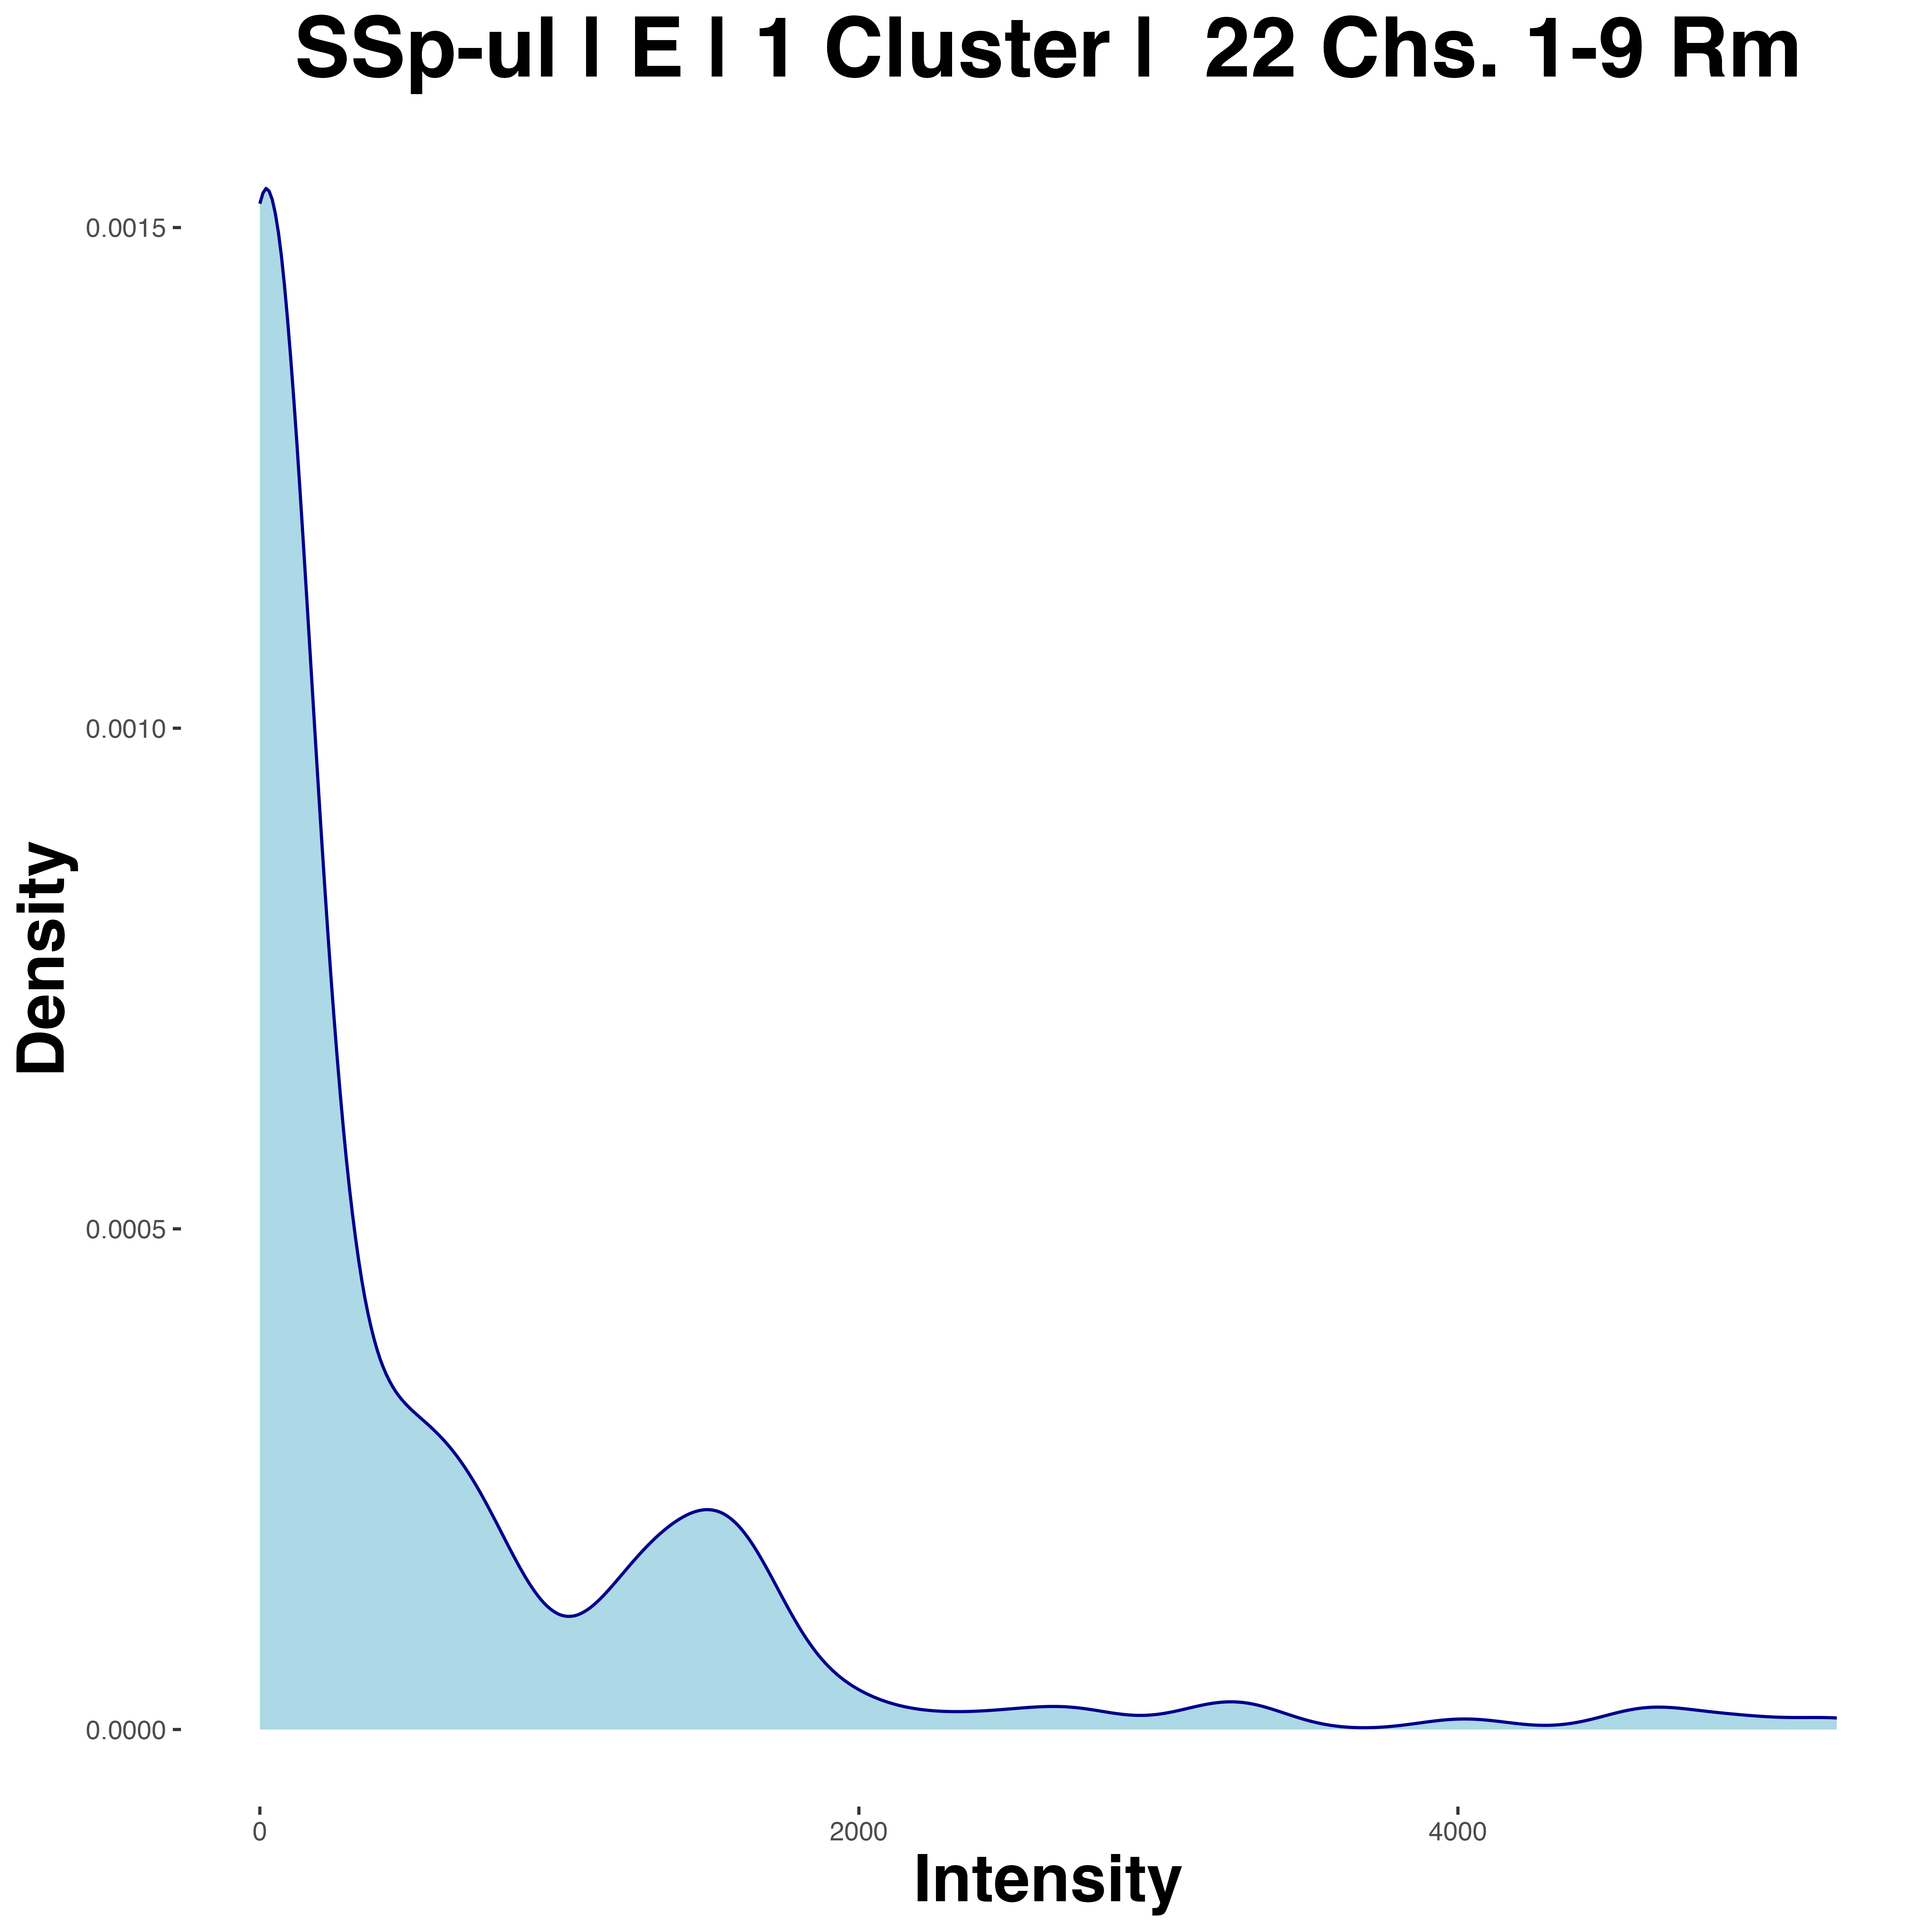 SSp-ul | E | 1 Cluster |  22 Chs. 1-9 Rm
0.0015
0.0010
0.0005
0.0000
Density
0 2000 4000
Intensity